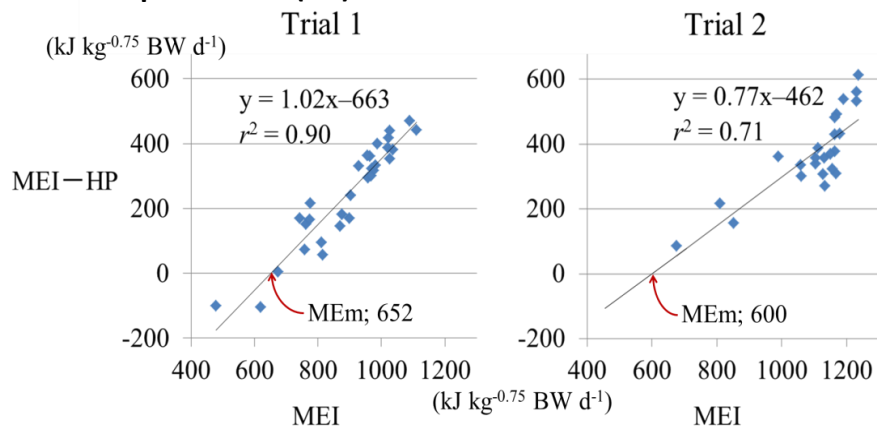 Trial 1
Trial 2
(kJ kg-0.75 BW d-1)
600
400
200
0
-200
y = 1.02x–663
r2 = 0.90
MEI－HP
MEm; 652
400 600 800 1000 1200
MEI
600
400
200
0
-200
y = 0.77x–462
r2 = 0.71
MEm; 600
400 600 800 1000 1200
(kJ kg-0.75 BW d-1)
MEI